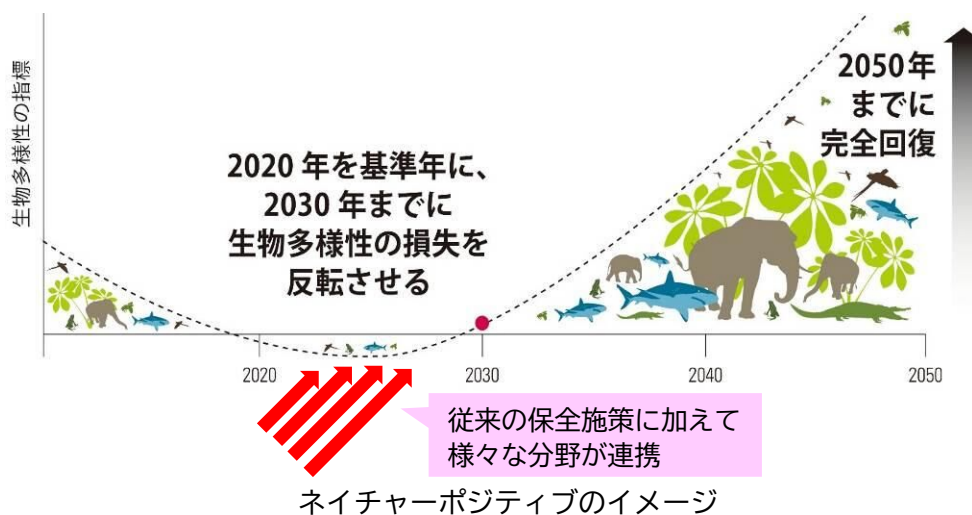 生物多様性の指標
2020 年を基準年に、
2030 年までに
生物多様性の損失を
反転させる
2050年
までに
完全回復
2020
2030
2040
2050
従来の保全施策に加えて
様々な分野が連携
ネイチャーポジティブのイメージ